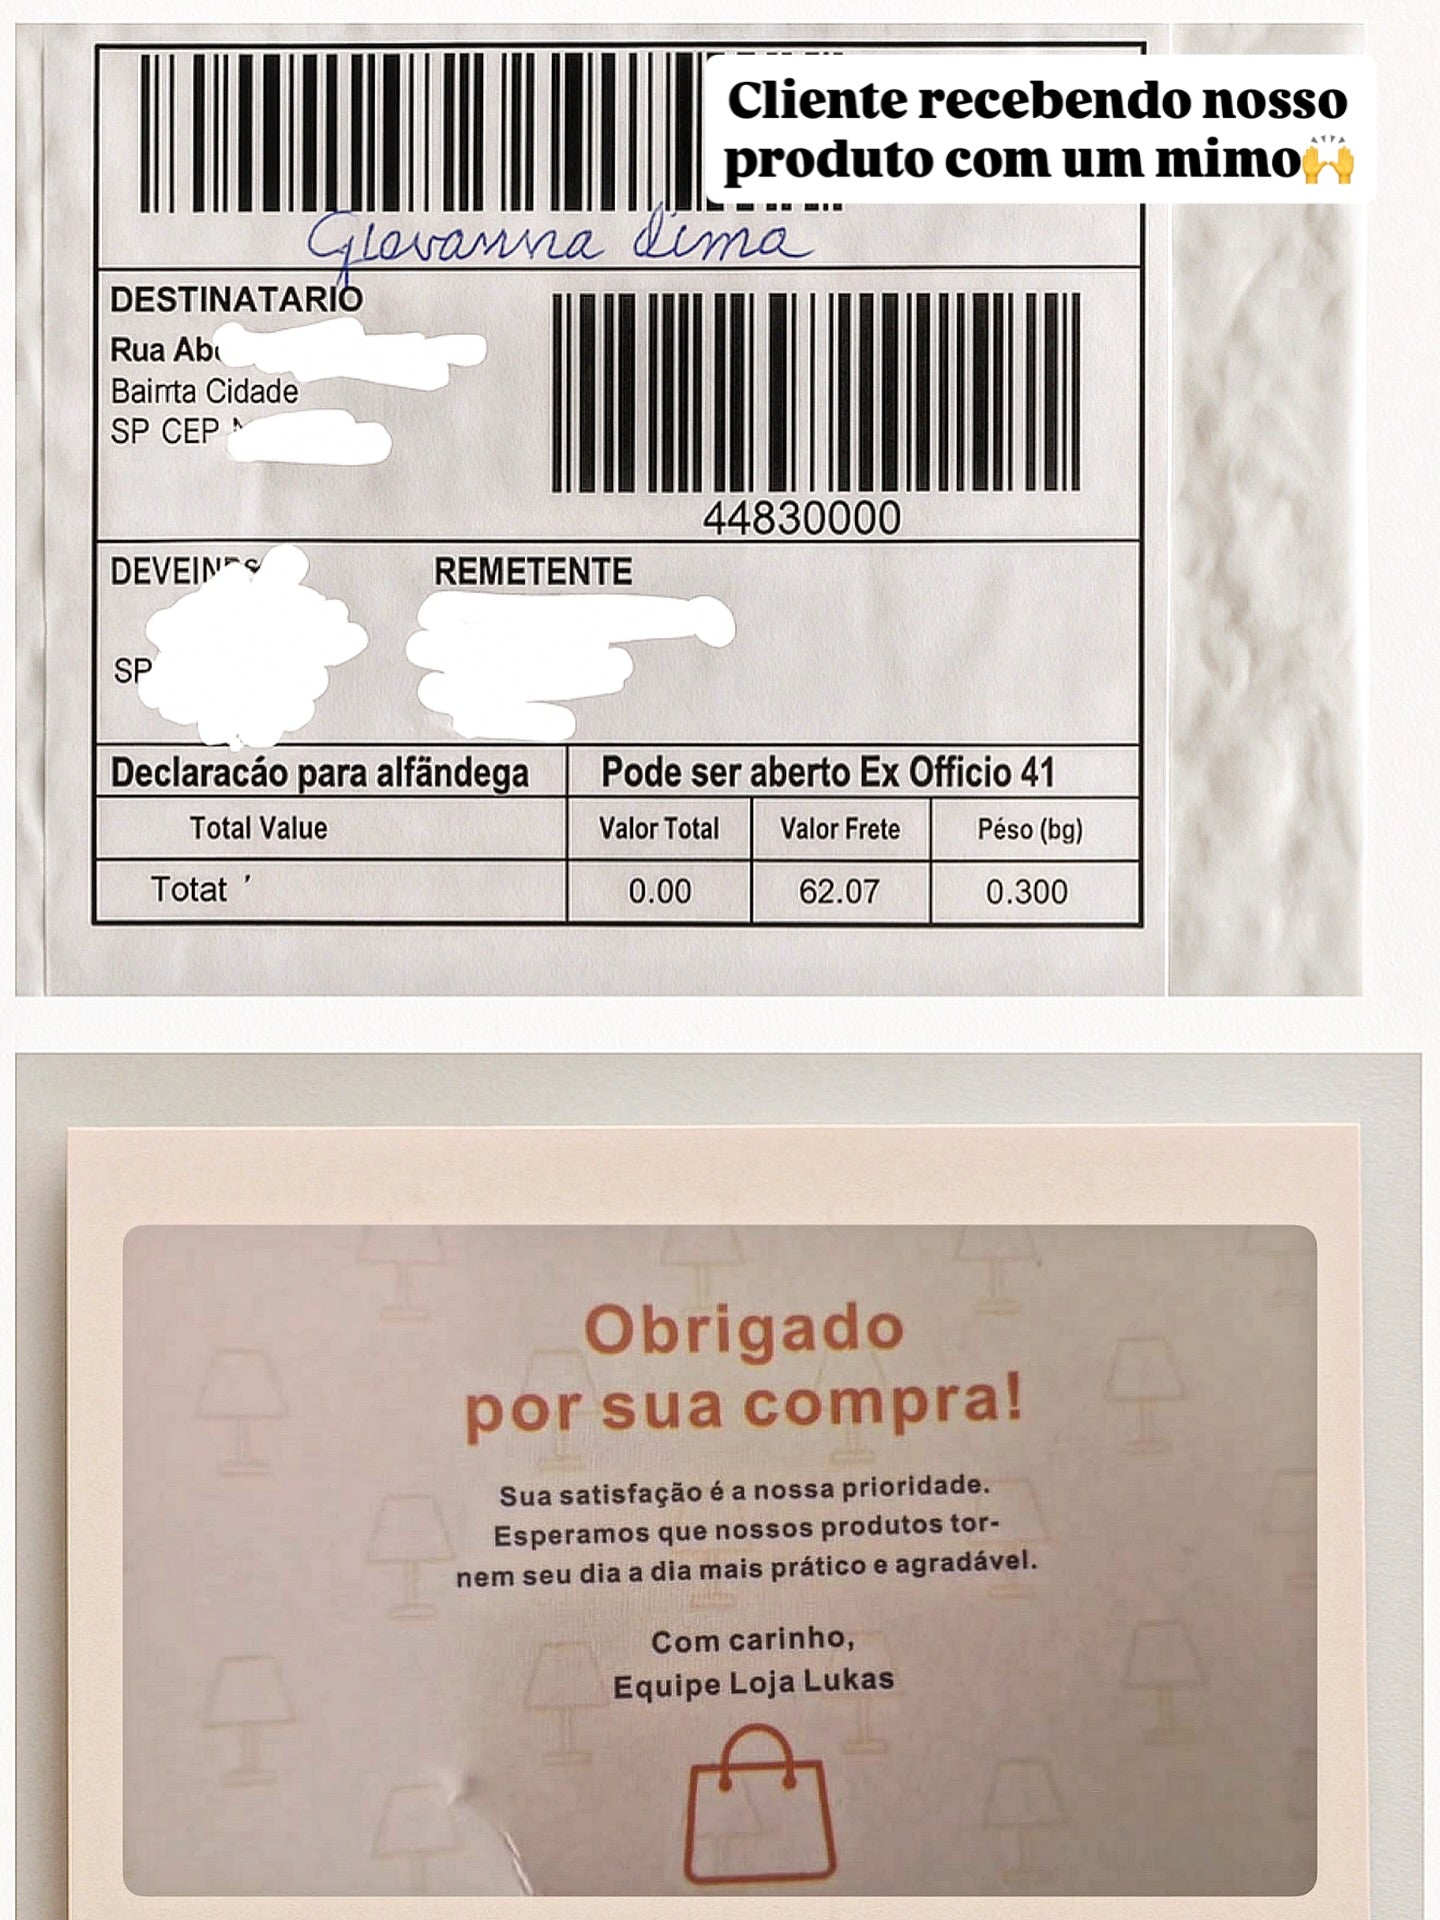 Cliente recebendo nosso
produto com um mimo🙌
Giovanna Lima
DESTINATARIO
Rua Abc
Bairrta Cidade
SP CEP
44830000
DEVEINDS
REMETENTE
SP
Declaracáo para alfãndega
Pode ser aberto Ex Officio 41
Total Value
Valor Total
Valor Frete
Péso (bg)
Totat ’
0.00
62.07
0.300
Obrigado
por sua compra!
Sua satisfação é a nossa prioridade.
Esperamos que nossos produtos tor-
nem seu dia a dia mais prático e agradável.
Com carinho,
Equipe Loja Lukas